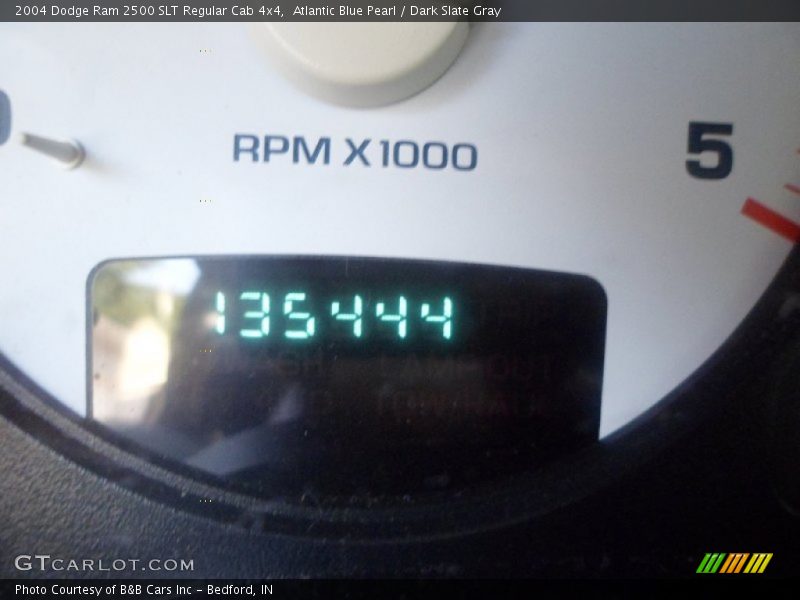 2004 Dodge Ram 2500 SLT Regular Cab 4x4,  Atlantic Blue Pearl / Dark Slate Gray
RPM X1000
5
135444
GTCARLOT.COM
Photo Courtesy of B&B Cars Inc - Bedford, IN